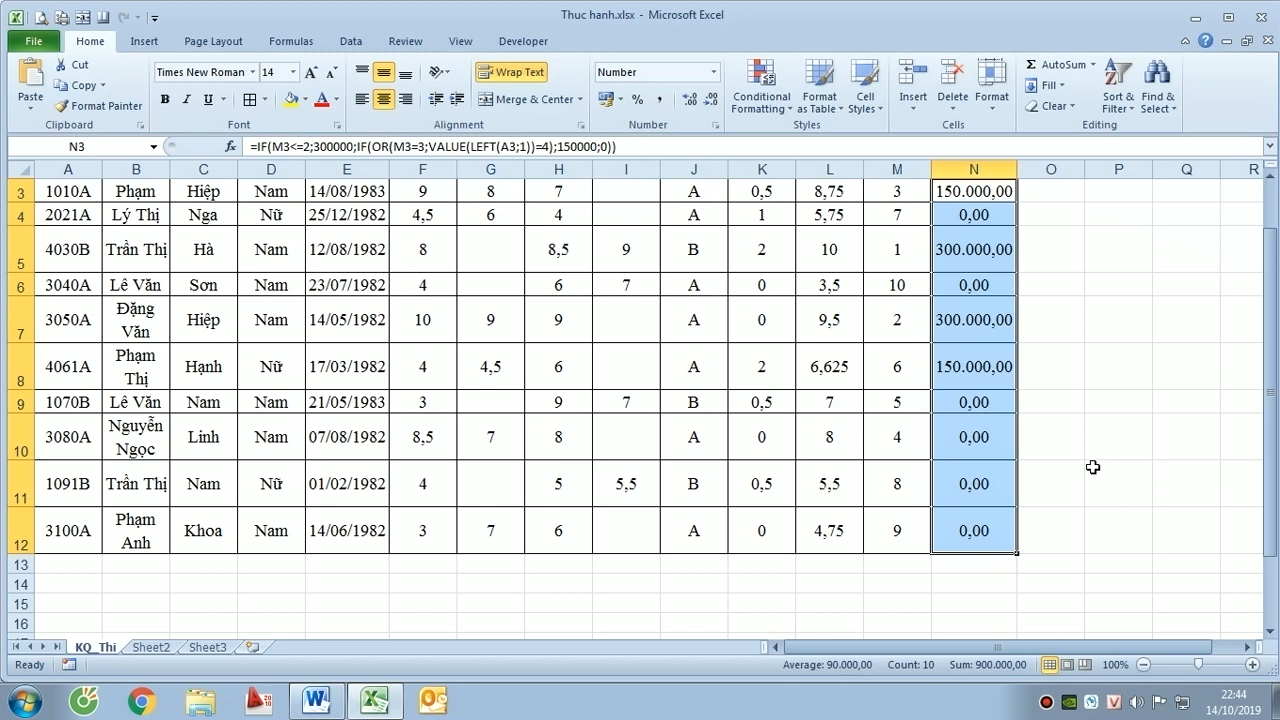 Thuc hanh.xlsx - Microsoft Excel
File Home Insert Page Layout Formulas Data Review View Developer
Paste Cut Copy Format Painter Clipboard
Times New Roman 14 A A B I U A Font
Wrap Text Merge & Center Alignment
Number % , Number
Conditional Formatting Format as Table Cell Styles Styles
Insert Delete Format Cells
Σ AutoSum Fill Clear Sort & Filter Find & Select Editing
N3 fx =IF(M3<=2;300000;IF(OR(M3=3;VALUE(LEFT(A3;1))=4);150000;0))
A B C D E F G H I J K L M N O P Q R
3 1010A Phạm Hiệp Nam 14/08/1983 9 8 7 A 0,5 8,75 3 150.000,00
4 2021A Lý Thị Nga Nữ 25/12/1982 4,5 6 4 A 1 5,75 7 0,00
5 4030B Trần Thị Hà Nam 12/08/1982 8 8,5 9 B 2 10 1 300.000,00
6 3040A Lê Văn Sơn Nam 23/07/1982 4 6 7 A 0 3,5 10 0,00
7 3050A Đặng Văn Hiệp Nam 14/05/1982 10 9 9 A 0 9,5 2 300.000,00
8 4061A Phạm Thị Hạnh Nữ 17/03/1982 4 4,5 6 A 2 6,625 6 150.000,00
9 1070B Lê Văn Nam Nam 21/05/1983 3 9 7 B 0,5 7 5 0,00
10 3080A Nguyễn Ngọc Linh Nam 07/08/1982 8,5 7 8 A 0 8 4 0,00
11 1091B Trần Thị Nam Nữ 01/02/1982 4 5 5,5 B 0,5 5,5 8 0,00
12 3100A Phạm Anh Khoa Nam 14/06/1982 3 7 6 A 0 4,75 9 0,00
13
14
15
16
KQ_Thi Sheet2 Sheet3
Ready Average: 90.000,00 Count: 10 Sum: 900.000,00 100%
22:44
14/10/2019